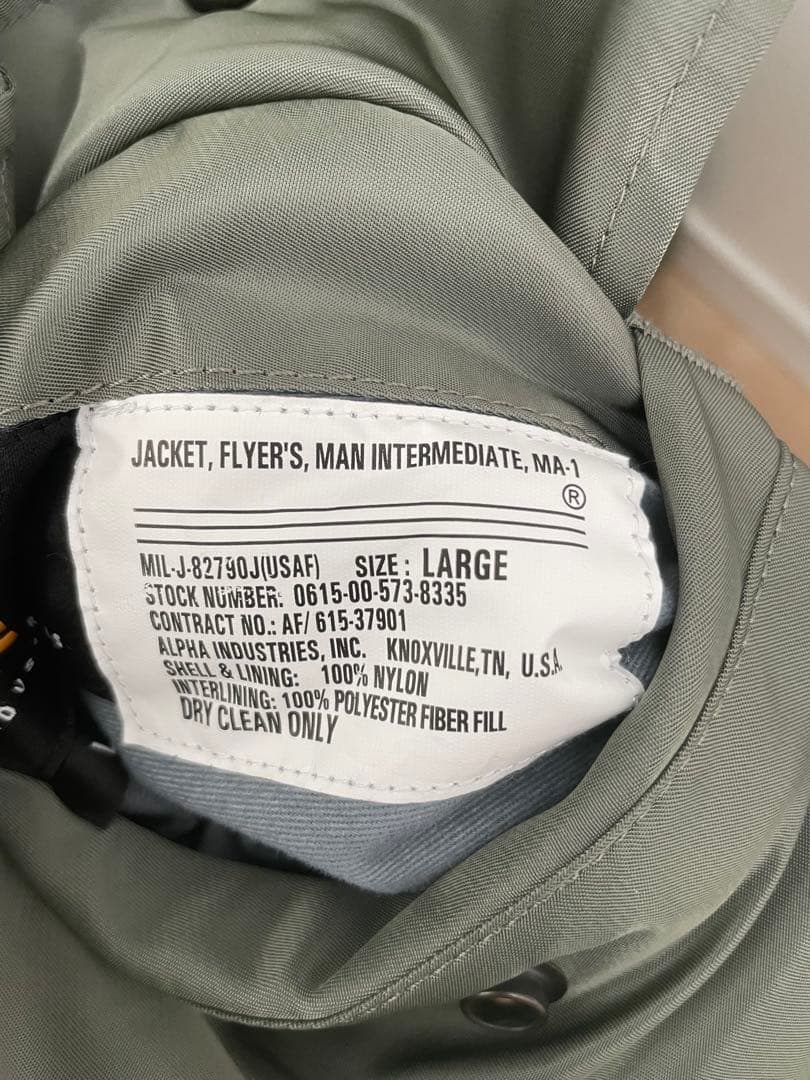 JACKET, FLYER'S, MAN INTERMEDIATE, MA-1
®
MIL-J-82790J(USAF) SIZE: LARGE
STOCK NUMBER: 0615-00-573-8335
CONTRACT NO.: AF/ 615-37901
ALPHA INDUSTRIES, INC. KNOXVILLE,TN, U.S.A.
SHELL & LINING: 100% NYLON
INTERLINING: 100% POLYESTER FIBER FILL
DRY CLEAN ONLY